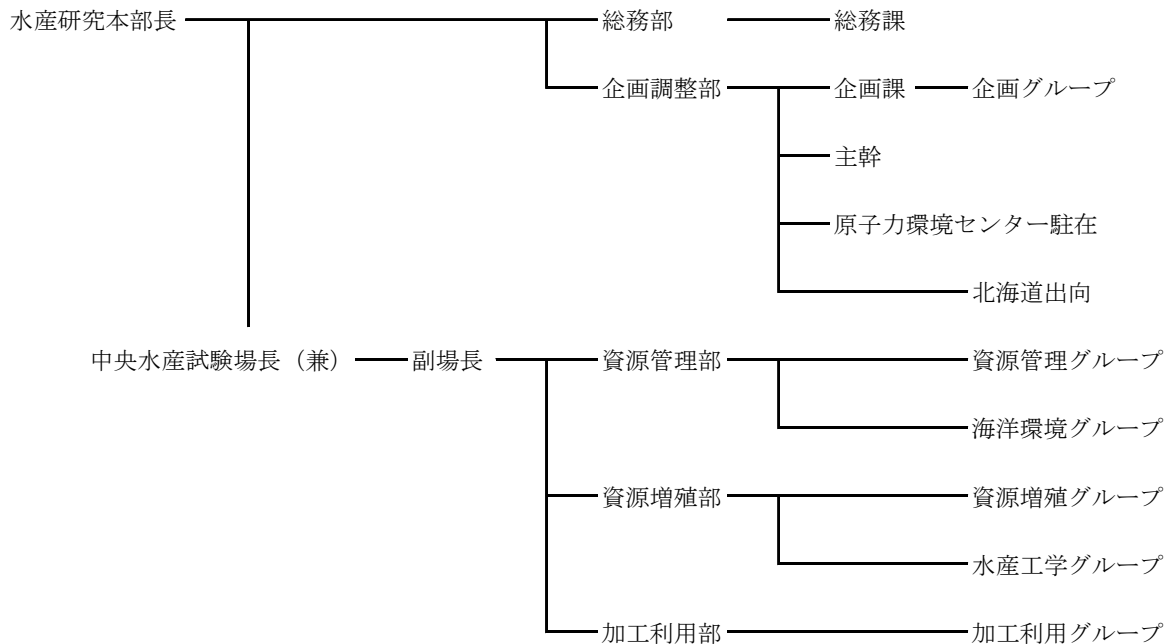 水産研究本部長 総務部 総務課
企画調整部 企画課 企画グループ
主幹
原子力環境センター駐在
北海道出向
中央水産試験場長（兼） 副場長 資源管理部 資源管理グループ
海洋環境グループ
資源増殖部 資源増殖グループ
水産工学グループ
加工利用部 加工利用グループ